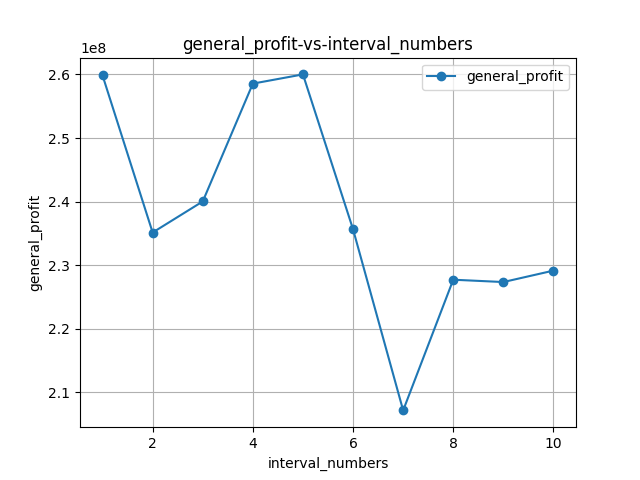 general_profit-vs-interval_numbers
1e8
general_profit
2.6
2.5
2.4
2.3
2.2
2.1
general_profit
2 4 6 8 10
interval_numbers